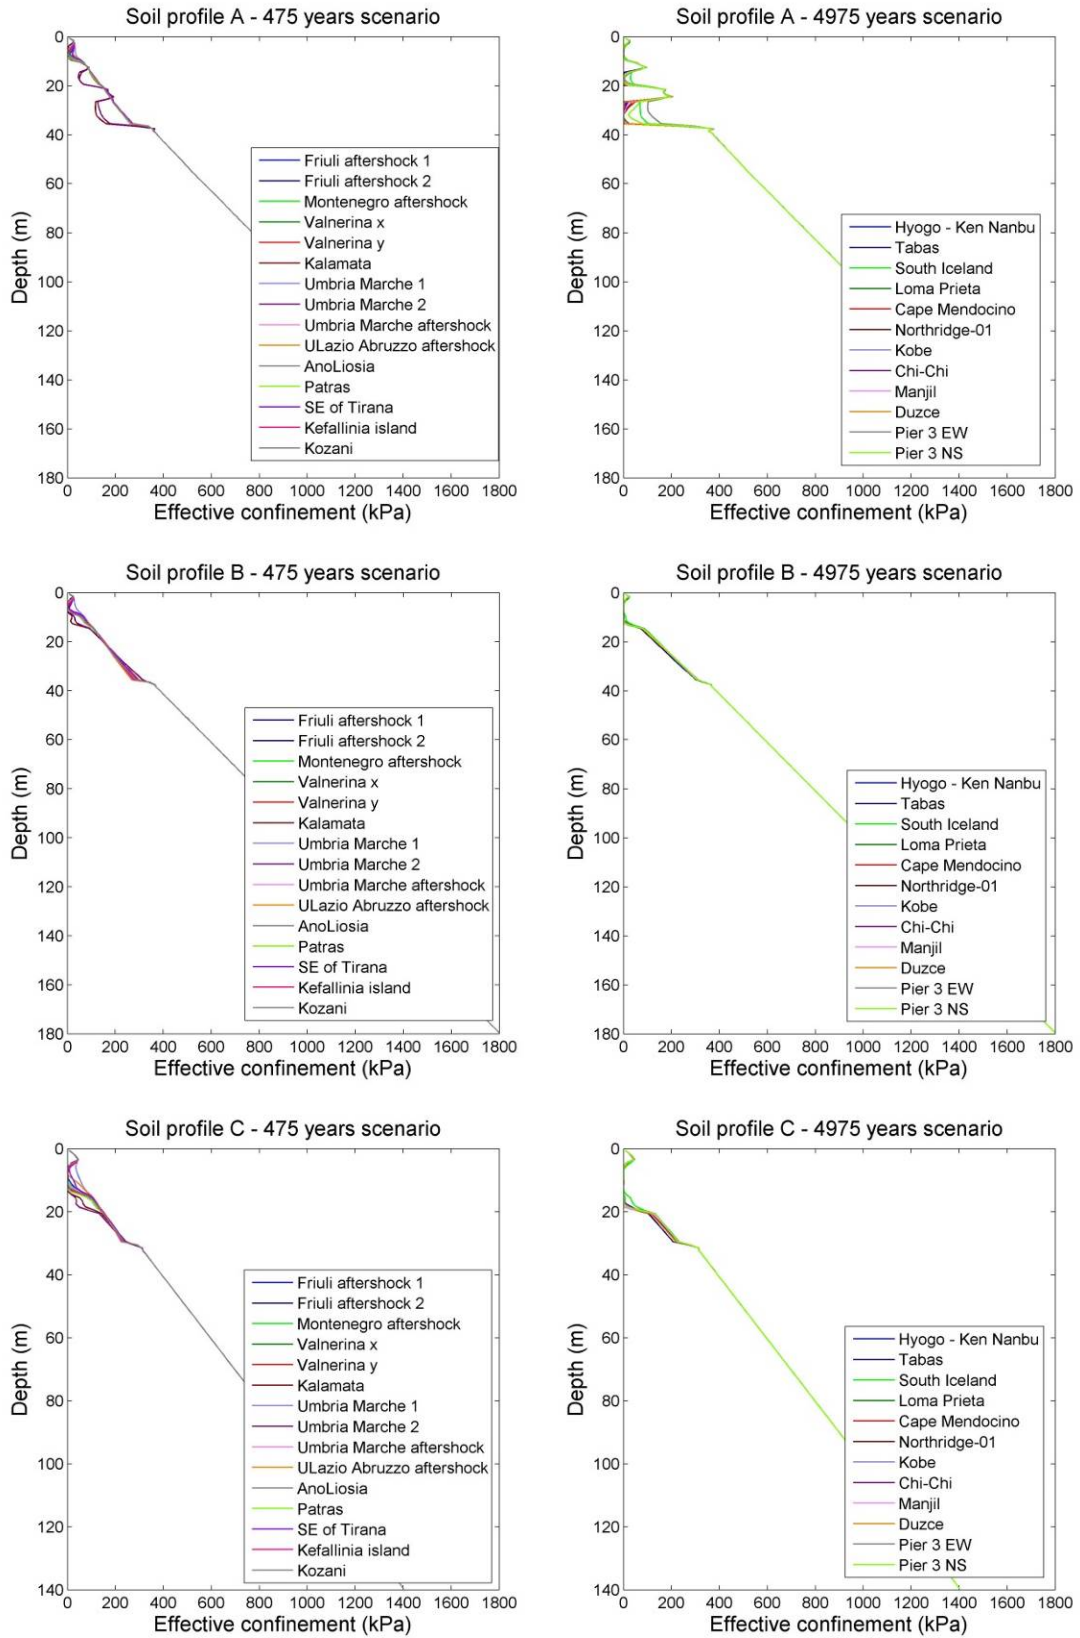 Soil profile A - 475 years scenario
0
20
40
60
80
100
120
140
160
180
Depth (m)
0 200 400 600 800 1000 1200 1400 1600 1800
Effective confinement (kPa)
Friuli aftershock 1
Friuli aftershock 2
Montenegro aftershock
Valnerina x
Valnerina y
Kalamata
Umbria Marche 1
Umbria Marche 2
Umbria Marche aftershock
ULazio Abruzzo aftershock
AnoLiosia
Patras
SE of Tirana
Kefallinia island
Kozani
Soil profile A - 4975 years scenario
0
20
40
60
80
100
120
140
160
180
Depth (m)
0 200 400 600 800 1000 1200 1400 1600 1800
Effective confinement (kPa)
Hyogo - Ken Nanbu
Tabas
South Iceland
Loma Prieta
Cape Mendocino
Northridge-01
Kobe
Chi-Chi
Manjil
Duzce
Pier 3 EW
Pier 3 NS
Soil profile B - 475 years scenario
0
20
40
60
80
100
120
140
160
180
Depth (m)
0 200 400 600 800 1000 1200 1400 1600 1800
Effective confinement (kPa)
Friuli aftershock 1
Friuli aftershock 2
Montenegro aftershock
Valnerina x
Valnerina y
Kalamata
Umbria Marche 1
Umbria Marche 2
Umbria Marche aftershock
ULazio Abruzzo aftershock
AnoLiosia
Patras
SE of Tirana
Kefallinia island
Kozani
Soil profile B - 4975 years scenario
0
20
40
60
80
100
120
140
160
180
Depth (m)
0 200 400 600 800 1000 1200 1400 1600 1800
Effective confinement (kPa)
Hyogo - Ken Nanbu
Tabas
South Iceland
Loma Prieta
Cape Mendocino
Northridge-01
Kobe
Chi-Chi
Manjil
Duzce
Pier 3 EW
Pier 3 NS
Soil profile C - 475 years scenario
0
20
40
60
80
100
120
140
Depth (m)
0 200 400 600 800 1000 1200 1400 1600 1800
Effective confinement (kPa)
Friuli aftershock 1
Friuli aftershock 2
Montenegro aftershock
Valnerina x
Valnerina y
Kalamata
Umbria Marche 1
Umbria Marche 2
Umbria Marche aftershock
ULazio Abruzzo aftershock
AnoLiosia
Patras
SE of Tirana
Kefallinia island
Kozani
Soil profile C - 4975 years scenario
0
20
40
60
80
100
120
140
Depth (m)
0 200 400 600 800 1000 1200 1400 1600 1800
Effective confinement (kPa)
Hyogo - Ken Nanbu
Tabas
South Iceland
Loma Prieta
Cape Mendocino
Northridge-01
Kobe
Chi-Chi
Manjil
Duzce
Pier 3 EW
Pier 3 NS